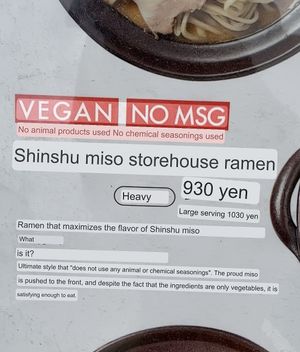 VEGAN NO MSG
No animal products used No chemical seasonings used
Shinshu miso storehouse ramen
Heavy
930 yen
Large serving 1030 yen
Ramen that maximizes the flavor of Shinshu miso
What
is it?
Ultimate style that "does not use any animal or chemical seasonings". The proud miso
is pushed to the front, and despite the fact that the ingredients are only vegetables, it is
satisfying enough to eat.